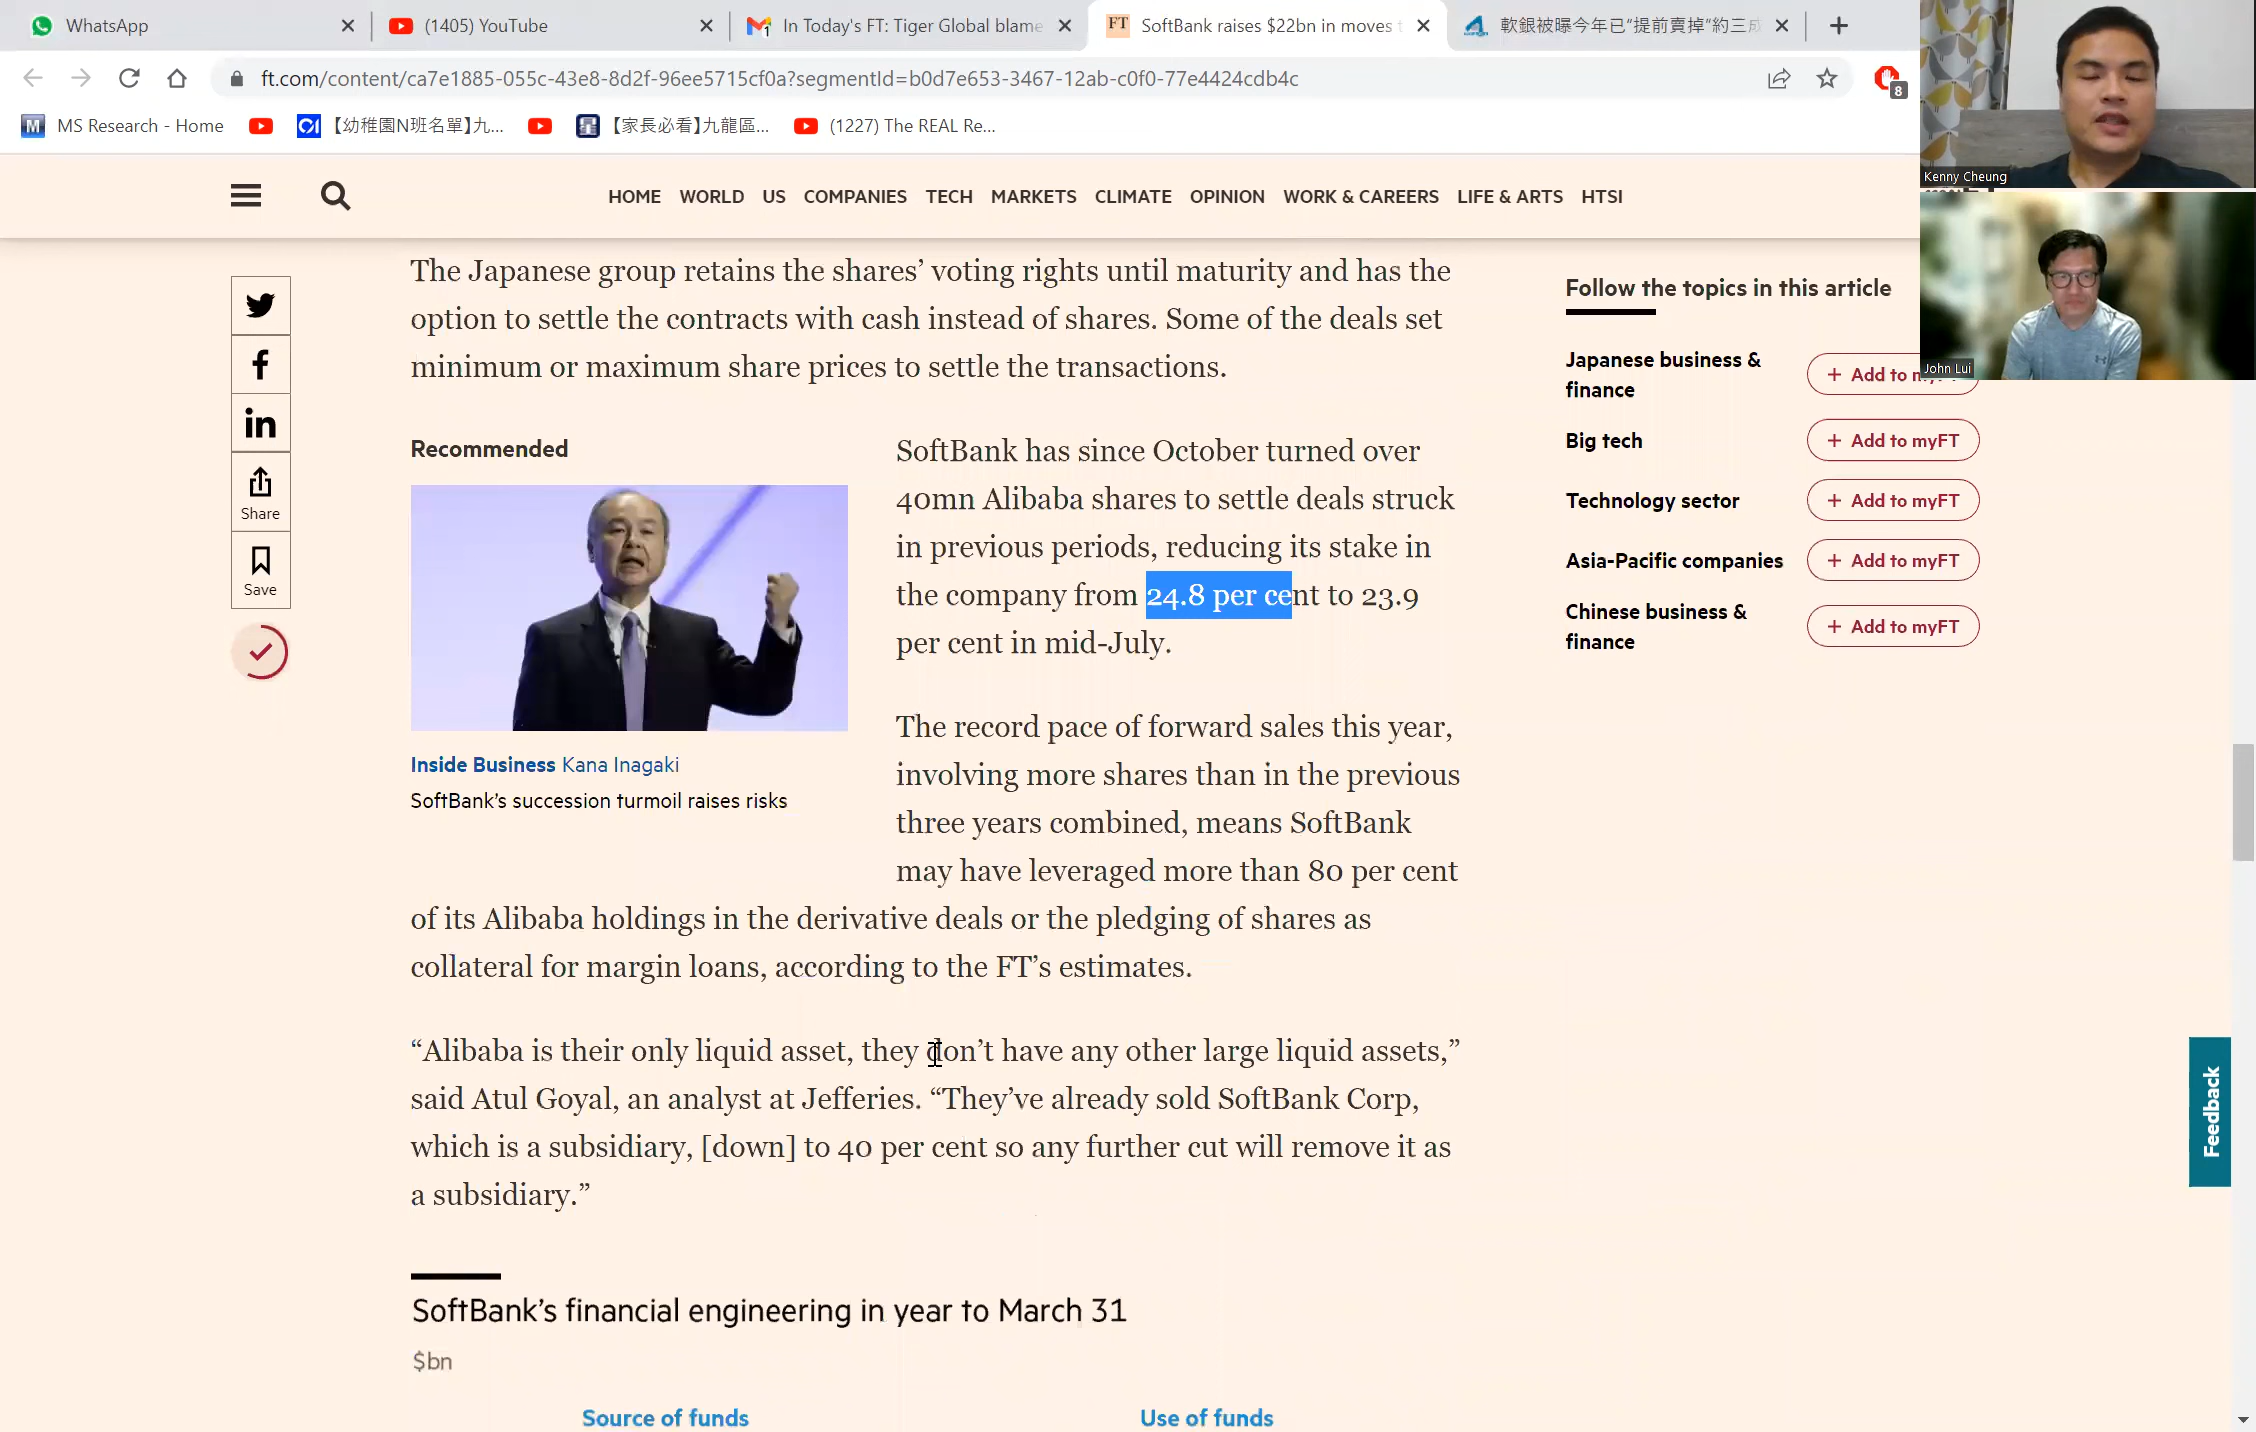 WhatsApp
(1405) YouTube
In Today's FT: Tiger Global blame
SoftBank raises $22bn in moves t
軟銀被曝今年已“提前賣掉”約三成
ft.com/content/ca7e1885-055c-43e8-8d2f-96ee5715cf0a?segmentId=b0d7e653-3467-12ab-c0f0-77e4424cdb4c
8
MS Research - Home
【幼稚園N班名單】九...
【家長必看】九龍區...
(1227) The REAL Re...
Kenny Cheung
HOME WORLD US COMPANIES TECH MARKETS CLIMATE OPINION WORK & CAREERS LIFE & ARTS HTSI
John Lui
The Japanese group retains the shares’ voting rights until maturity and has the
option to settle the contracts with cash instead of shares. Some of the deals set
minimum or maximum share prices to settle the transactions.
Share
Save
Recommended
Inside Business Kana Inagaki
SoftBank’s succession turmoil raises risks
SoftBank has since October turned over
40mn Alibaba shares to settle deals struck
in previous periods, reducing its stake in
the company from 24.8 per cent to 23.9
per cent in mid-July.
The record pace of forward sales this year,
involving more shares than in the previous
three years combined, means SoftBank
may have leveraged more than 80 per cent
of its Alibaba holdings in the derivative deals or the pledging of shares as
collateral for margin loans, according to the FT’s estimates.
“Alibaba is their only liquid asset, they don’t have any other large liquid assets,”
said Atul Goyal, an analyst at Jefferies. “They’ve already sold SoftBank Corp,
which is a subsidiary, [down] to 40 per cent so any further cut will remove it as
a subsidiary.”
SoftBank’s financial engineering in year to March 31
$bn
Source of funds
Use of funds
Follow the topics in this article
Japanese business &
finance
+ Add to myFT
Big tech
+ Add to myFT
Technology sector
+ Add to myFT
Asia-Pacific companies
+ Add to myFT
Chinese business &
finance
+ Add to myFT
Feedback